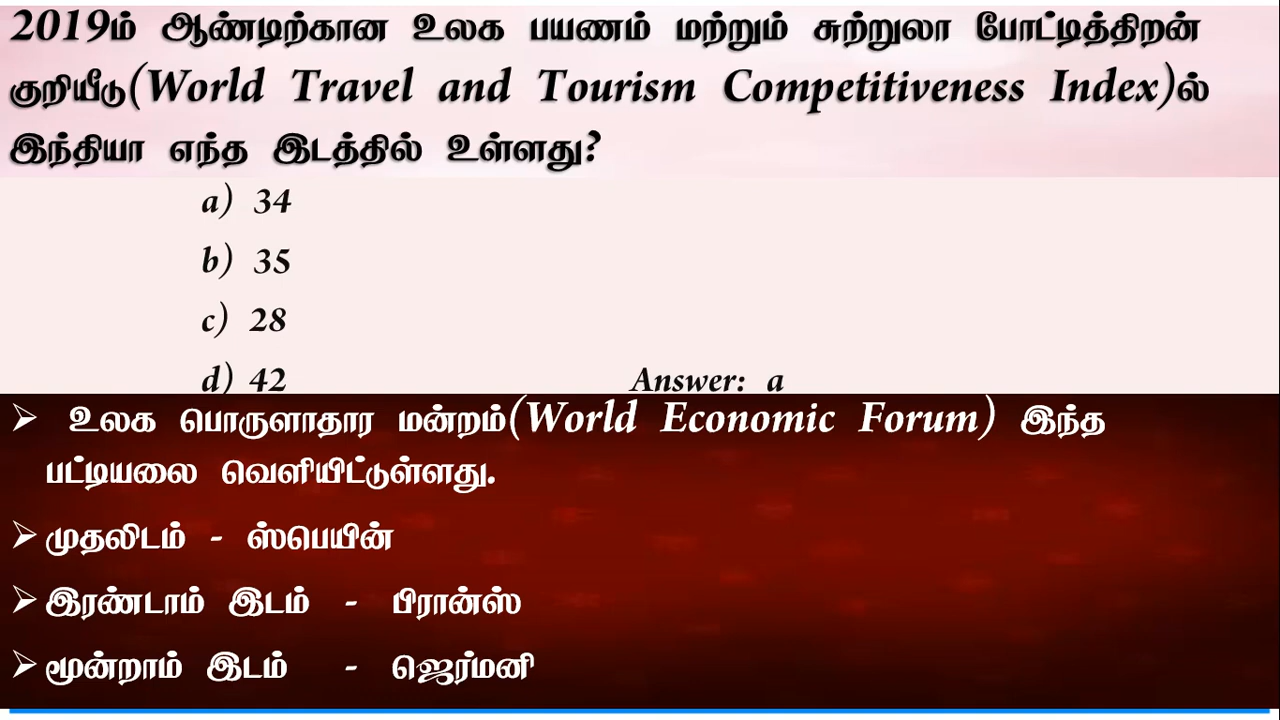 2019ம் ஆண்டிற்கான உலக பயணம் மற்றும் சுற்றுலா போட்டித்திறன்
குறியீடு(World Travel and Tourism Competitiveness Index)ல்
இந்தியா எந்த இடத்தில் உள்ளது?
a) 34
b) 35
c) 28
d) 42 Answer: a
➢ உலக பொருளாதார மன்றம்(World Economic Forum) இந்த
பட்டியலை வெளியிட்டுள்ளது.
➢ முதலிடம் - ஸ்பெயின்
➢ இரண்டாம் இடம் - பிரான்ஸ்
➢ மூன்றாம் இடம் - ஜெர்மனி